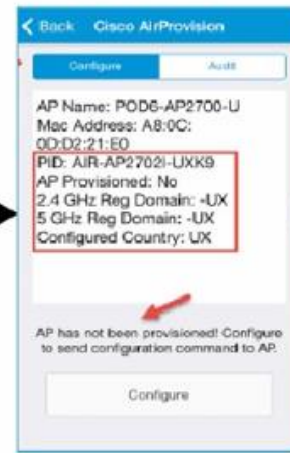 Back Cisco AirProvision
Configure Audit
AP Name: POD6-AP2700-U
Mac Address: A8:0C:
0D:D2:21:E0
PID: AIR-AP2702I-UXK9
AP Provisioned: No
2.4 GHz Reg Domain: -UX
5 GHz Reg Domain: -UX
Configured Country: UX
AP has not been provisioned! Configure
to send configuration command to AP.
Configure